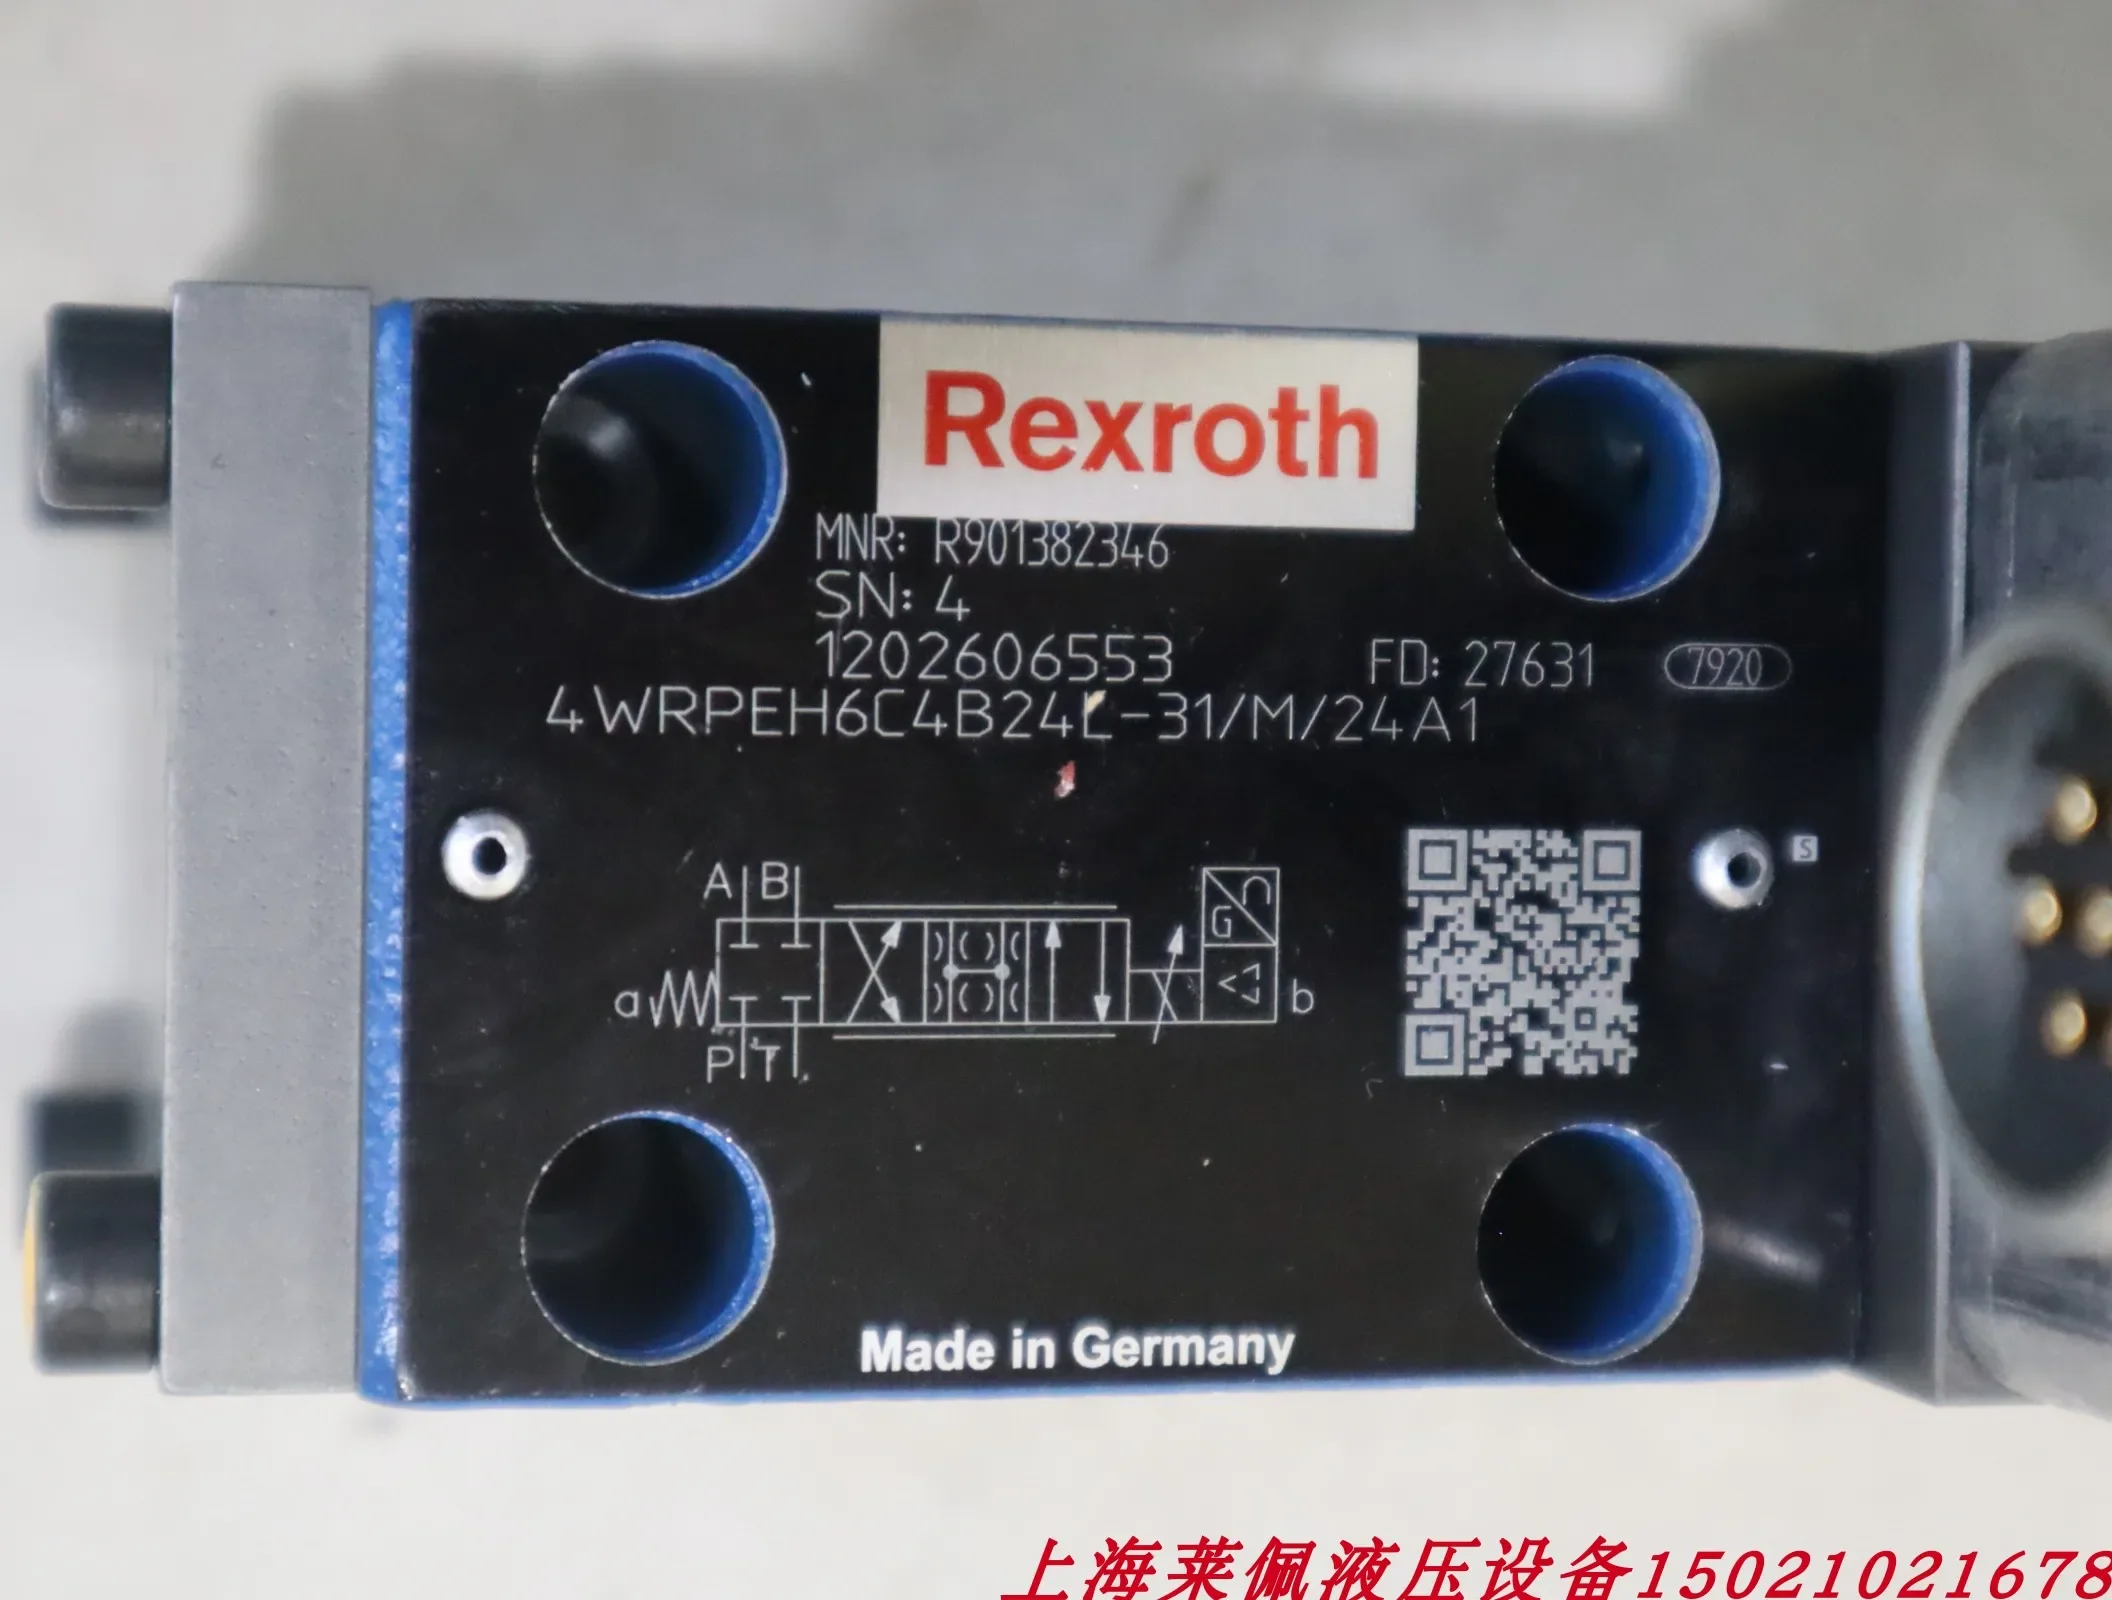 Rexroth
MNR: R901382346
SN: 4
1202606553 FD: 27631 7920
4WRPEH6C4B24L-31/M/24A1
S
A B
G
a b
P T
Made in Germany
上海莱佩液压设备15021021678